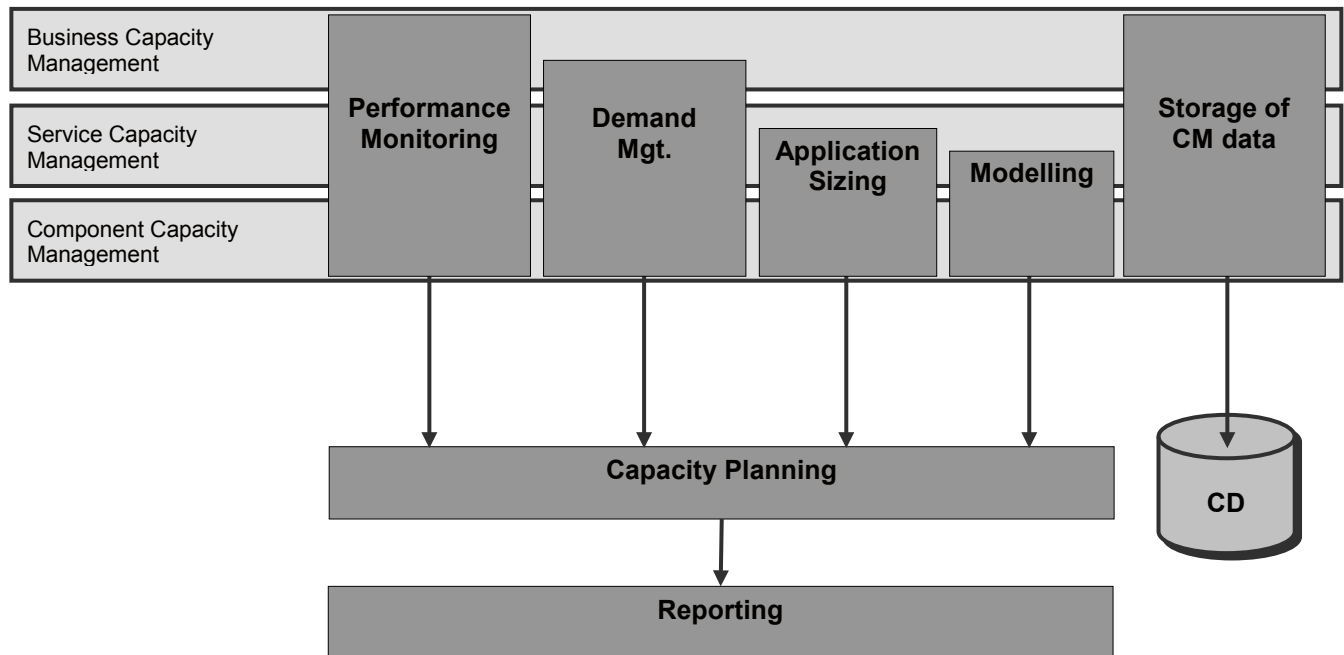 Business Capacity
Management
Performance
Monitoring
Demand
Mgt.
Storage of
CM data
Service Capacity
Management
Application
Sizing
Modelling
Component Capacity
Management
Capacity Planning
CD
Reporting